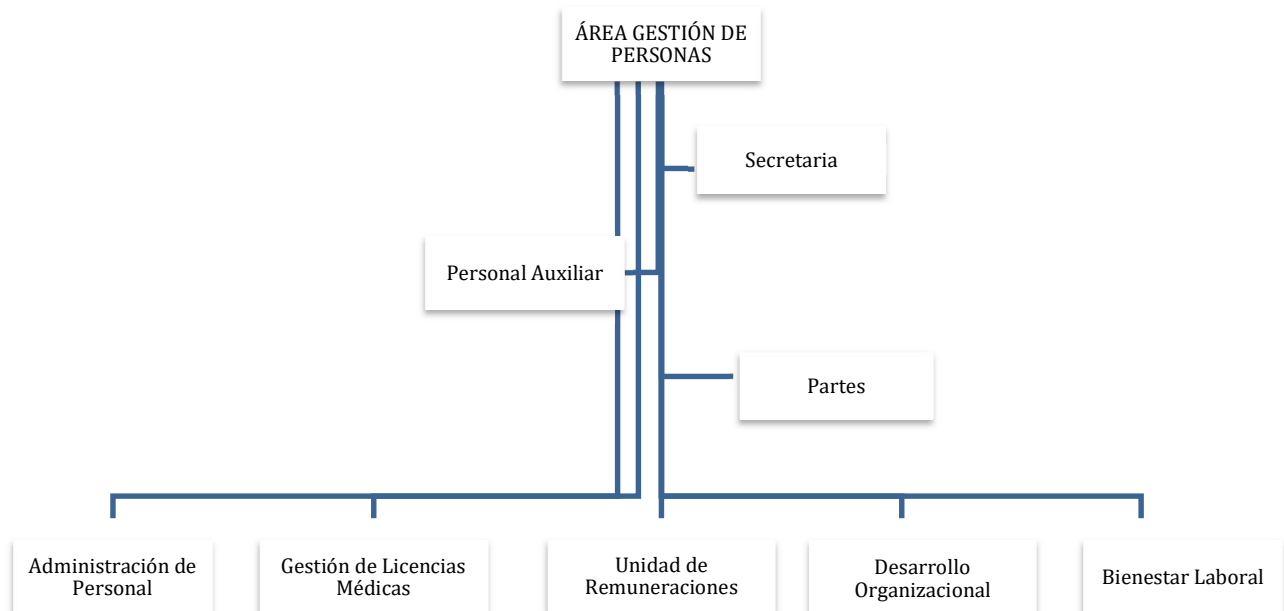 ÁREA GESTIÓN DE
PERSONAS
Secretaria
Personal Auxiliar
Partes
Administración de
Personal
Gestión de Licencias
Médicas
Unidad de
Remuneraciones
Desarrollo
Organizacional
Bienestar Laboral